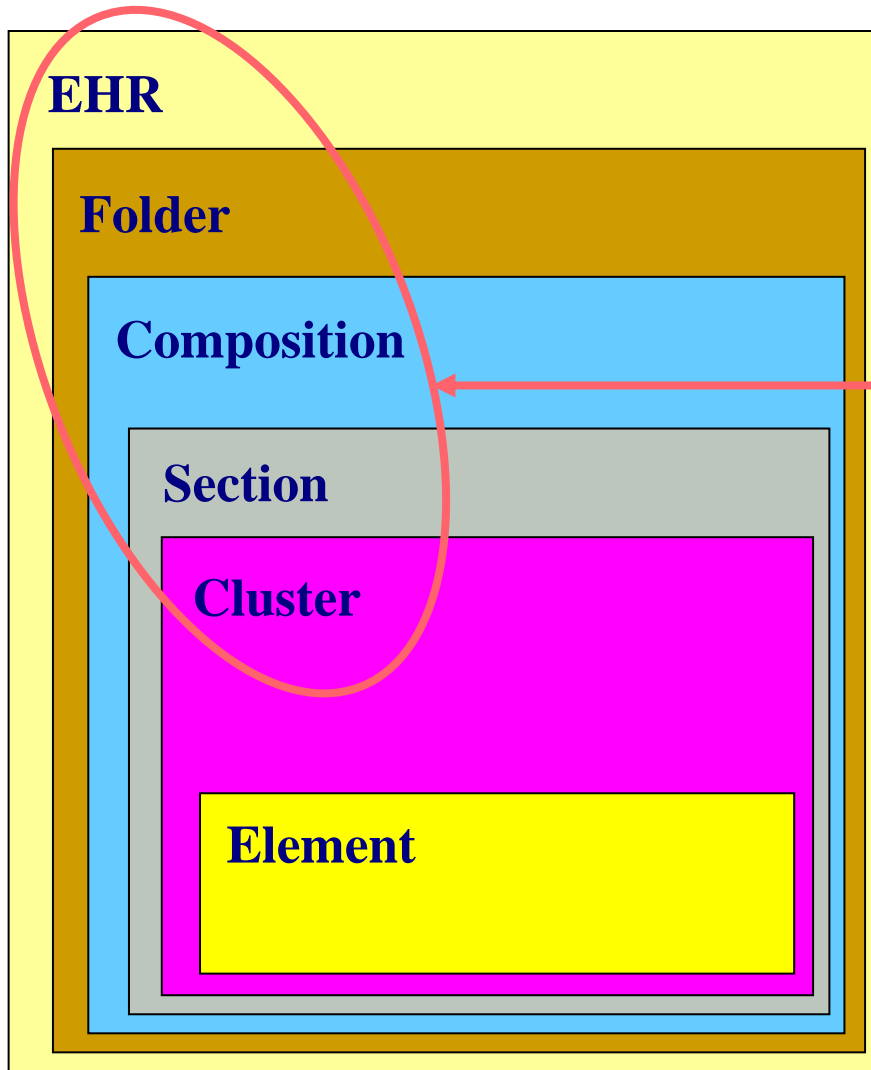 EHR
Folder
Composition
Section
Cluster
Element